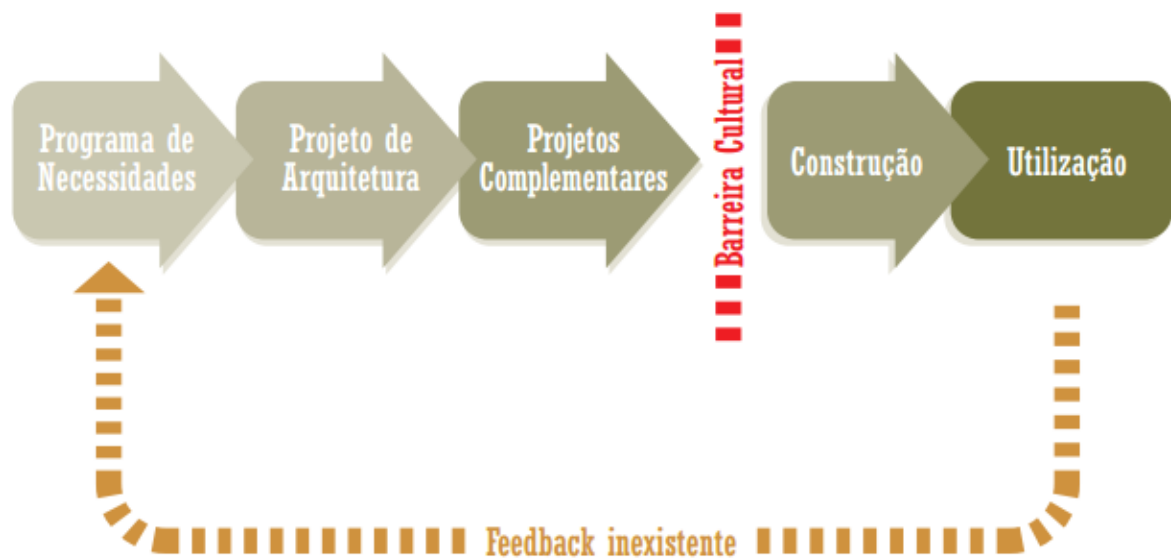 Programa de
Necessidades
Projeto de
Arquitetura
Projetos
Complementares
Barreira Cultural
Construção
Utilização
Feedback inexistente